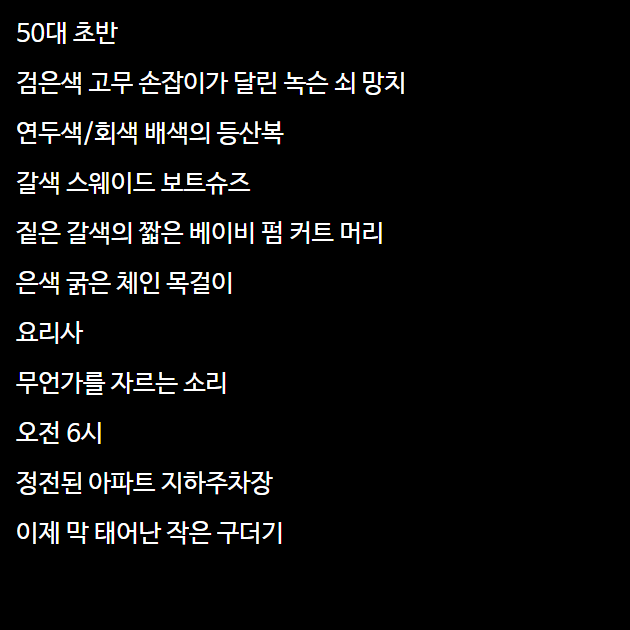 50대 초반
검은색 고무 손잡이가 달린 녹슨 쇠 망치
연두색/회색 배색의 등산복
갈색 스웨이드 보트슈즈
짙은 갈색의 짧은 베이비 펌 커트 머리
은색 굵은 체인 목걸이
요리사
무언가를 자르는 소리
오전 6시
정전된 아파트 지하주차장
이제 막 태어난 작은 구더기